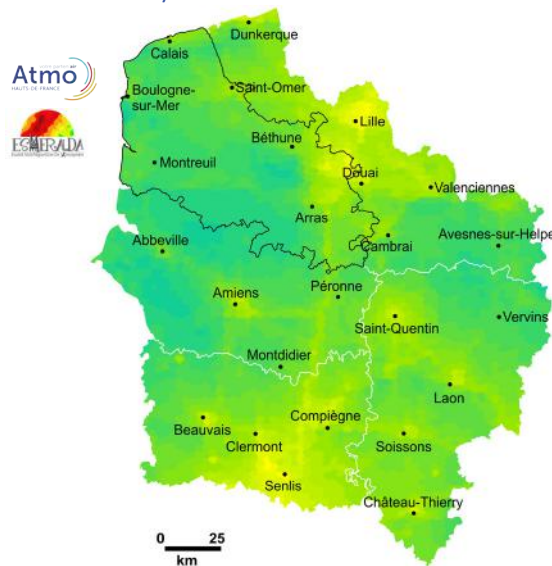 Dunkerque
Calais
Atmo
HAUTS-DE-FRANCE
Boulogne-
sur-Mer
Saint-Omer
ESMERALDA
Lille
Béthune
Montreuil
Douai
Valenciennes
Arras
Cambrai
Avesnes-sur-Helpe
Abbeville
Péronne
Amiens
Saint-Quentin
Vervins
Montdidier
Laon
Beauvais
Compiègne
Clermont
Soissons
Senlis
Château-Thierry
0 25
km